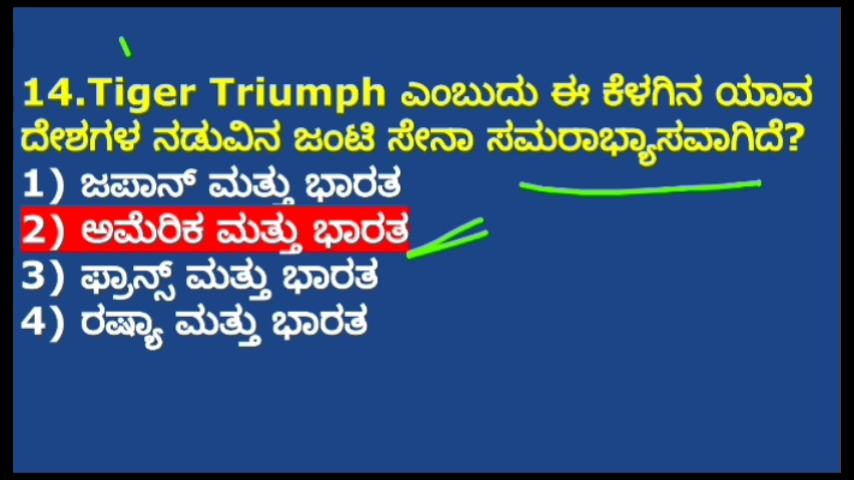 14.Tiger Triumph ಎಂಬುದು ಈ ಕೆಳಗಿನ ಯಾವ
ದೇಶಗಳ ನಡುವಿನ ಜಂಟಿ ಸೇನಾ ಸಮರಾಭ್ಯಾಸವಾಗಿದೆ?
1) ಜಪಾನ್ ಮತ್ತು ಭಾರತ
2) ಅಮೆರಿಕ ಮತ್ತು ಭಾರತ
3) ಫ್ರಾನ್ಸ್ ಮತ್ತು ಭಾರತ
4) ರಷ್ಯಾ ಮತ್ತು ಭಾರತ